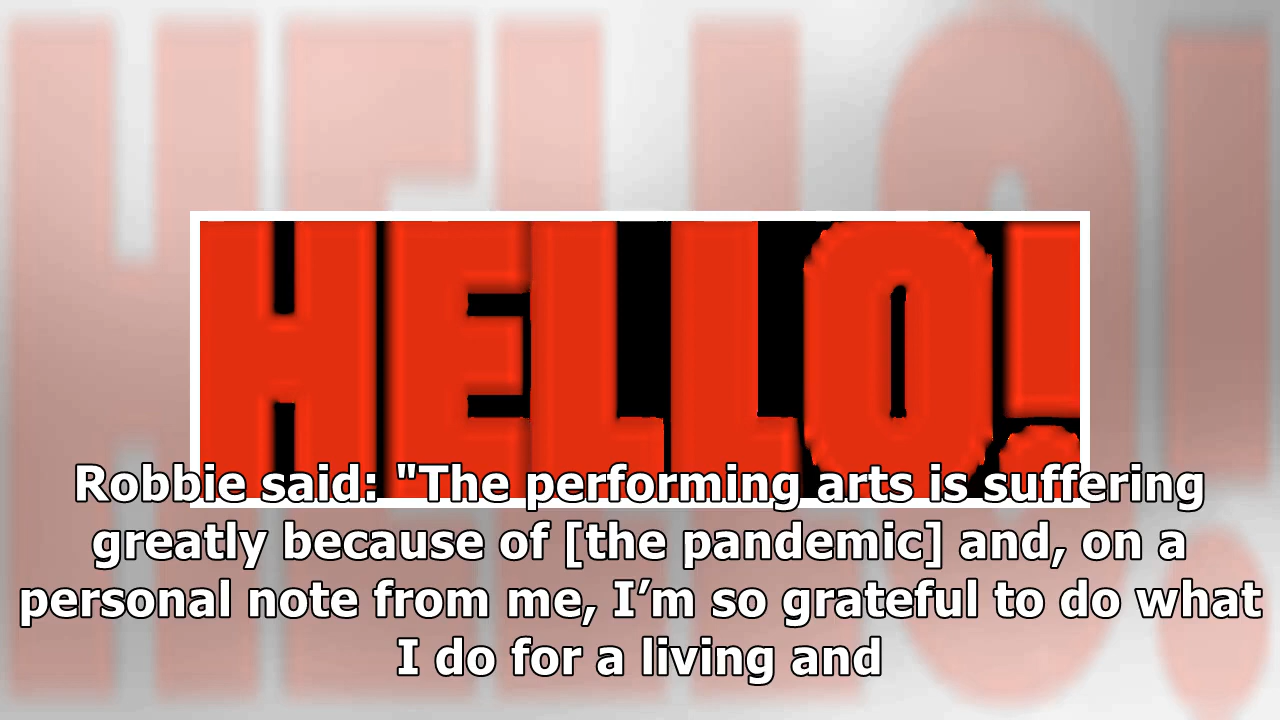 HELLO!
Robbie said: "The performing arts is suffering
greatly because of [the pandemic] and, on a
personal note from me, I’m so grateful to do what
I do for a living and